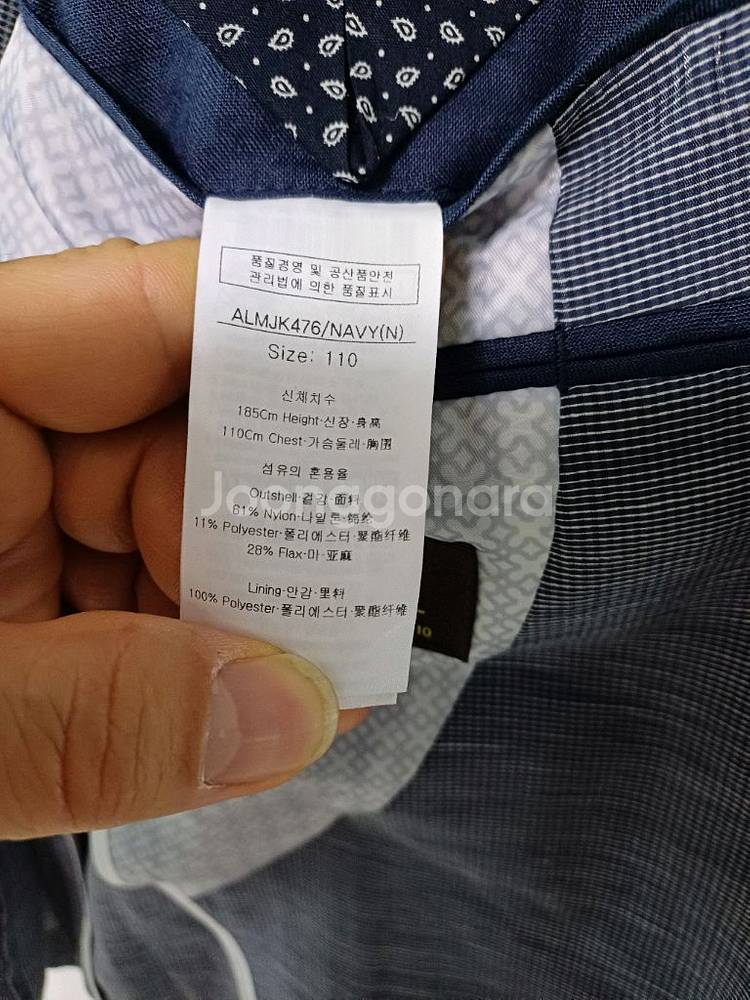 품질경영 및 공산품안전
관리법에 의한 품질표시
ALMJK476/NAVY(N)
Size: 110
신체치수
185Cm Height·신장·身高
110Cm Chest·가슴둘레·胸围
섬유의 혼용율
Outshell·겉감·面料
61% Nylon·나일론·锦纶
11% Polyester·폴리에스터·聚酯纤维
28% Flax·마·亚麻
Lining·안감·里料
100% Polyester·폴리에스터·聚酯纤维
Joonggonara
10